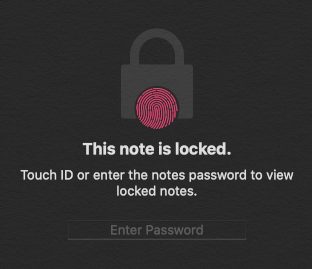 This note is locked.
Touch ID or enter the notes password to view
locked notes.
Enter Password